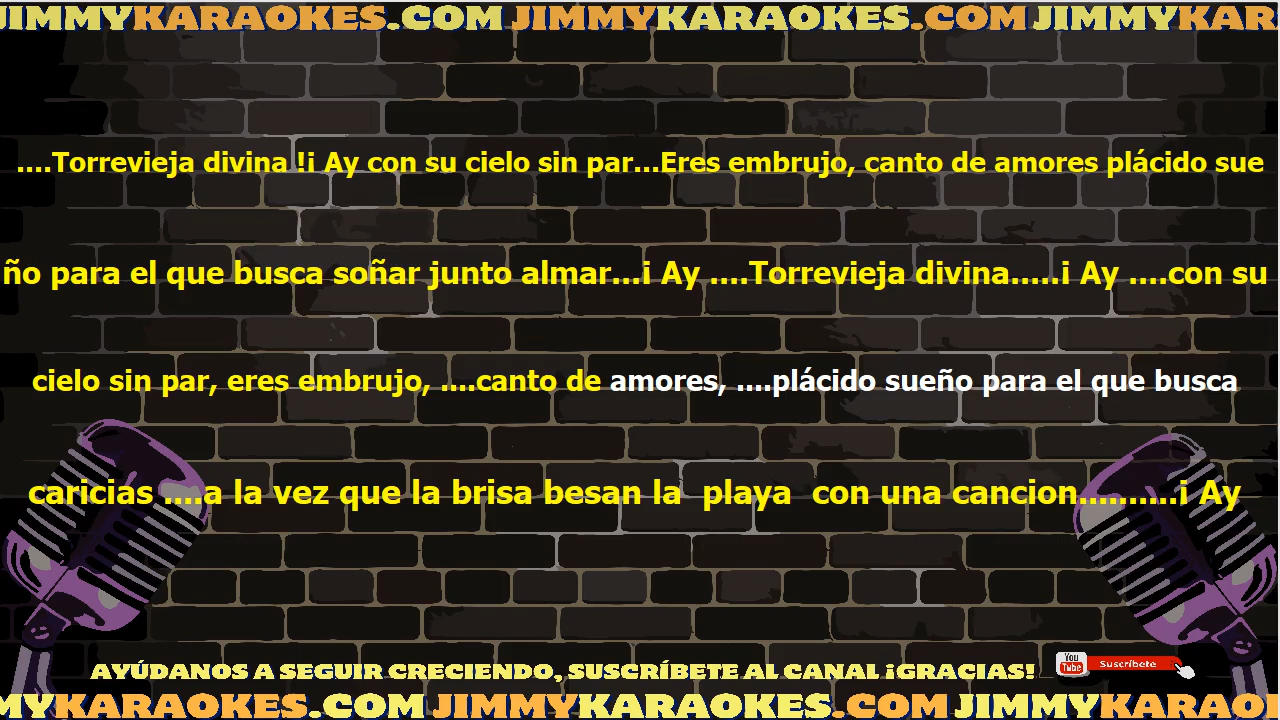 JIMMYKARAOKES.COM JIMMYKARAOKES.COM JIMMYKAR
....Torrevieja divina !¡ Ay con su cielo sin par...Eres embrujo, canto de amores plácido sue
ño para el que busca soñar junto almar...¡ Ay ....Torrevieja divina.....¡ Ay ....con su
cielo sin par, eres embrujo, ....canto de amores, ....plácido sueño para el que busca
caricias ....a la vez que la brisa besan la  playa  con una cancion..........¡ Ay
AYÚDANOS A SEGUIR CRECIENDO, SUSCRÍBETE AL CANAL ¡GRACIAS!
You Tube Suscríbete
MYKARAOKES.COM JIMMYKARAOKES.COM JIMMYKARAO